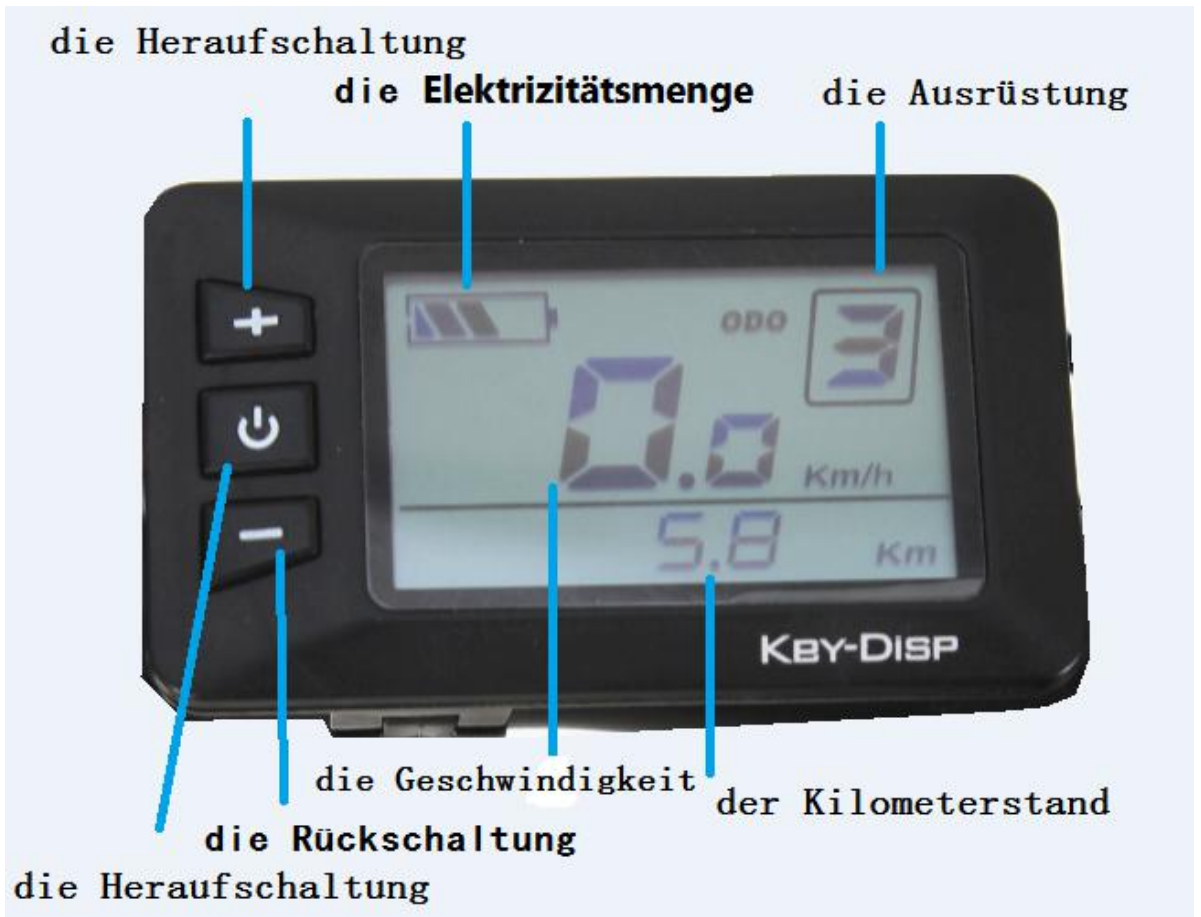 die Heraufschaltung
die Elektrizitätsmenge
die Ausrüstung
ODO
3
0.0
Km/h
5.8
Km
KEY-DISP
die Geschwindigkeit
der Kilometerstand
die Rückschaltung
die Heraufschaltung